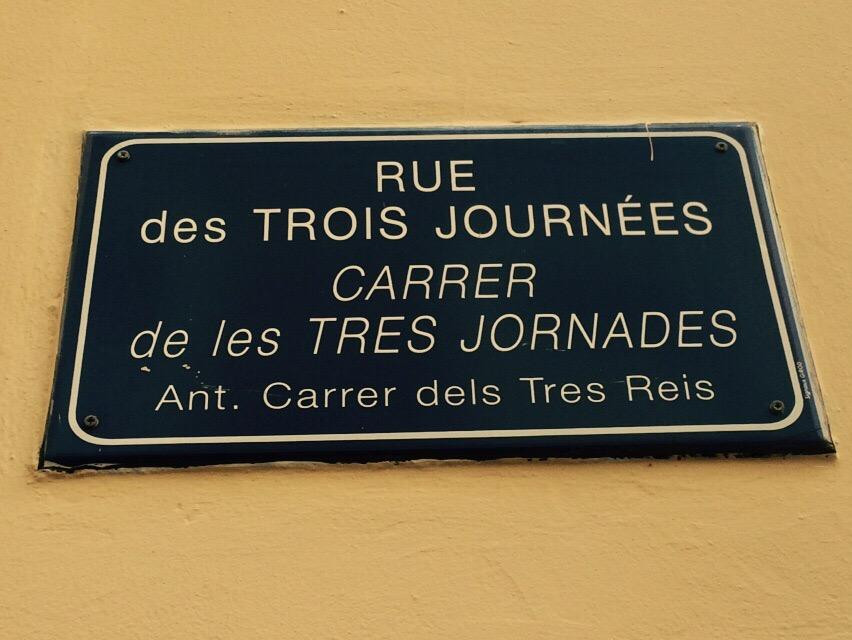 RUE
des TROIS JOURNÉES
CARRER
de les TRES JORNADES
Ant. Carrer dels Tres Reis